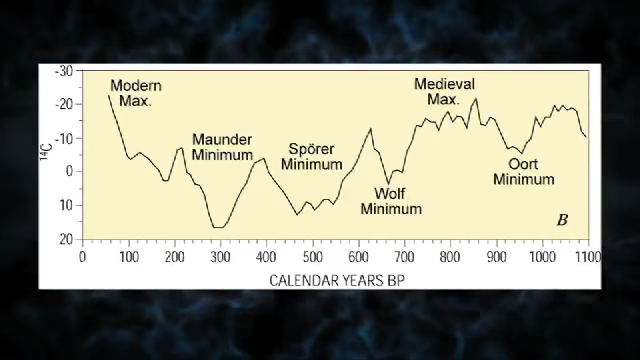 -30
-20
-10
0
10
20
14C
Modern
Max.
Maunder
Minimum
Spörer
Minimum
Wolf
Minimum
Medieval
Max.
Oort
Minimum
B
0 100 200 300 400 500 600 700 800 900 1000 1100
CALENDAR YEARS BP